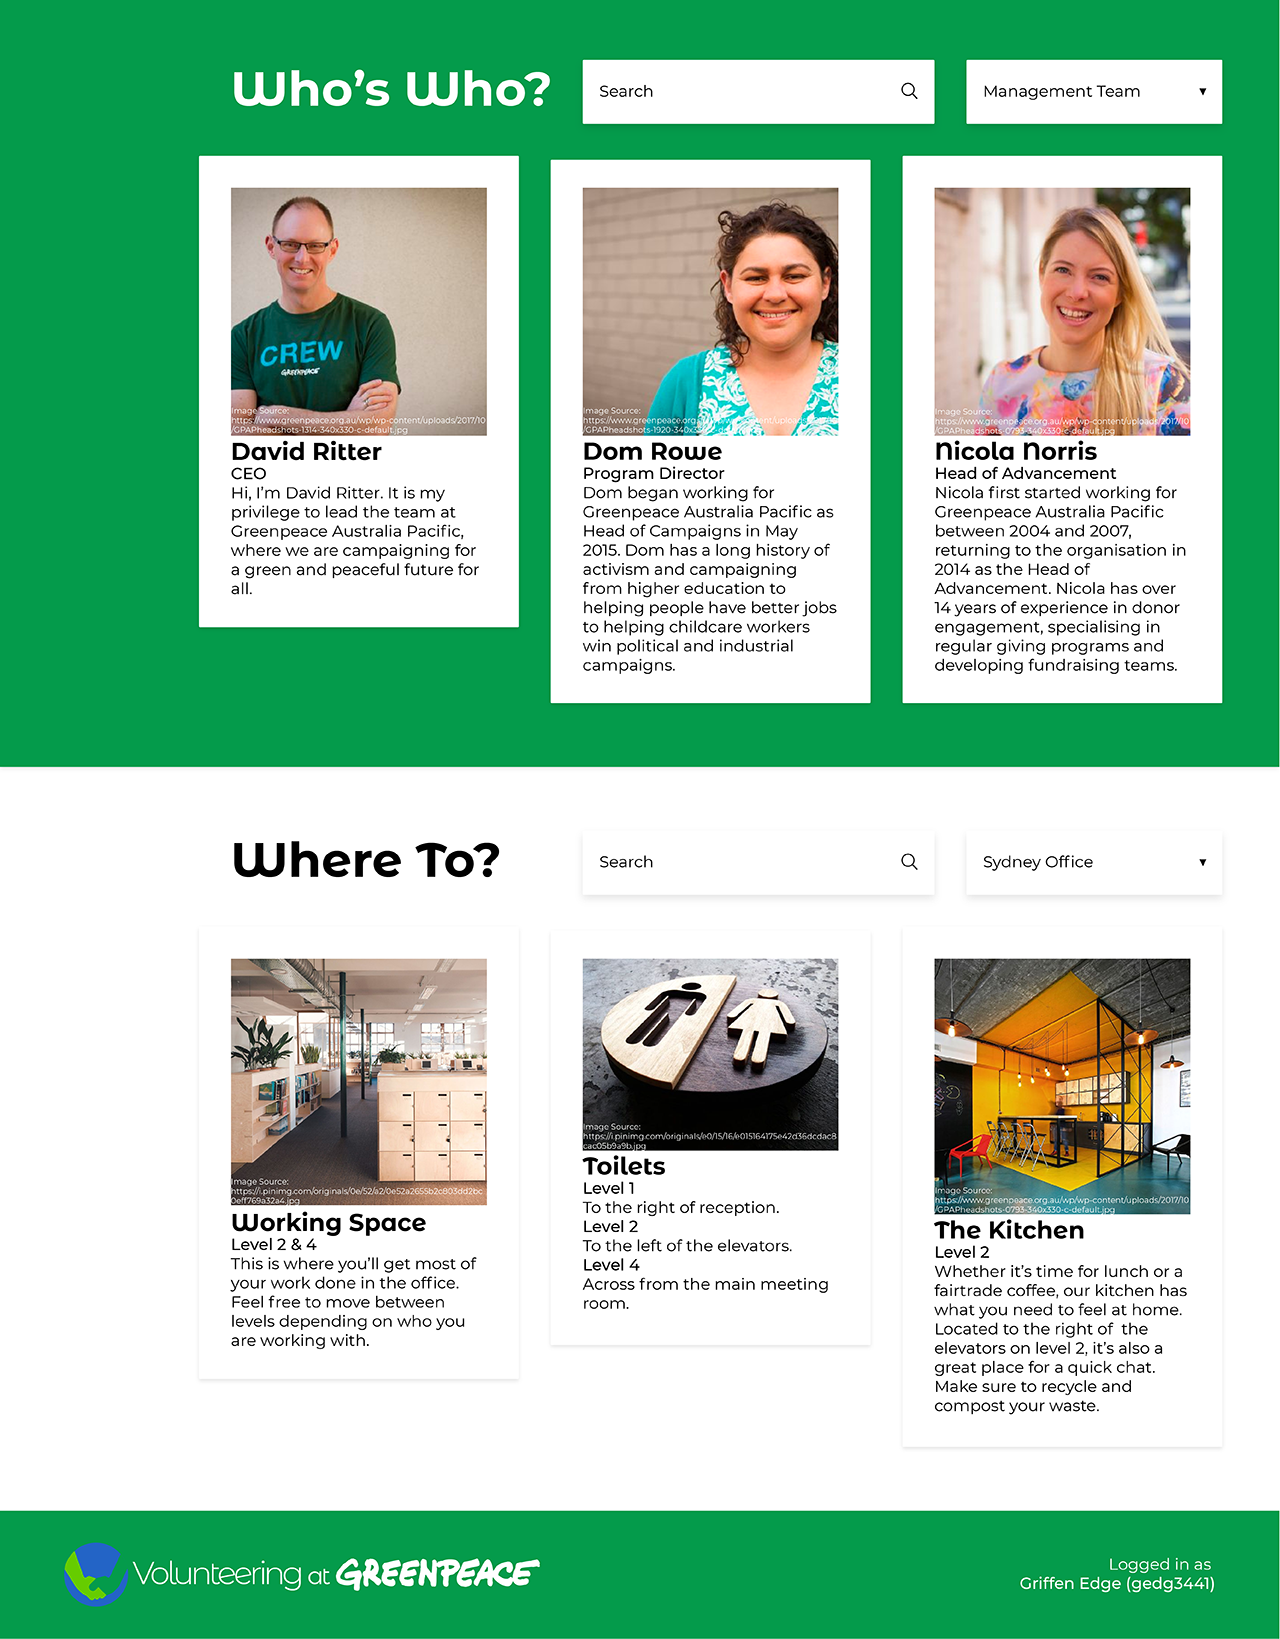 Who's Who?
Search
Management Team
CREW
GREENPEACE
Image Source:
https://www.greenpeace.org.au/wp/wp-content/uploads/2017/10
/GPAPheadshots-1314-340x330-c-default.jpg
David Ritter
CEO
Hi, I'm David Ritter. It is my
privilege to lead the team at
Greenpeace Australia Pacific,
where we are campaigning for
a green and peaceful future for
all.
Image Source:
https://www.greenpeace.org.au/wp/wp-content/uploads/2017/10
/GPAPheadshots-1920-340x330-c-default.jpg
Dom Rowe
Program Director
Dom began working for
Greenpeace Australia Pacific as
Head of Campaigns in May
2015. Dom has a long history of
activism and campaigning
from higher education to
helping people have better jobs
to helping childcare workers
win political and industrial
campaigns.
Image Source:
https://www.greenpeace.org.au/wp/wp-content/uploads/2017/10
/GPAPheadshots-0793-340x330-c-default.jpg
Nicola Norris
Head of Advancement
Nicola first started working for
Greenpeace Australia Pacific
between 2004 and 2007,
returning to the organisation in
2014 as the Head of
Advancement. Nicola has over
14 years of experience in donor
engagement, specialising in
regular giving programs and
developing fundraising teams.
Where To?
Search
Sydney Office
Image Source:
https://i.pinimg.com/originals/0e/52/a2/0e52a2655b2c803dd2bc
0eff769a32a4.jpg
Working Space
Level 2 & 4
This is where you'll get most of
your work done in the office.
Feel free to move between
levels depending on who you
are working with.
Image Source:
https://i.pinimg.com/originals/e0/15/16/e015164175e42d36dcdac8
cac05b9a9b.jpg
Toilets
Level 1
To the right of reception.
Level 2
To the left of the elevators.
Level 4
Across from the main meeting
room.
Image Source:
https://www.greenpeace.org.au/wp/wp-content/uploads/2017/10
/GPAPheadshots-0793-340x330-c-default.jpg
The Kitchen
Level 2
Whether it's time for lunch or a
fairtrade coffee, our kitchen has
what you need to feel at home.
Located to the right of  the
elevators on level 2, it's also a
great place for a quick chat.
Make sure to recycle and
compost your waste.
Volunteering at GREENPEACE
Logged in as
Griffen Edge (gedg3441)